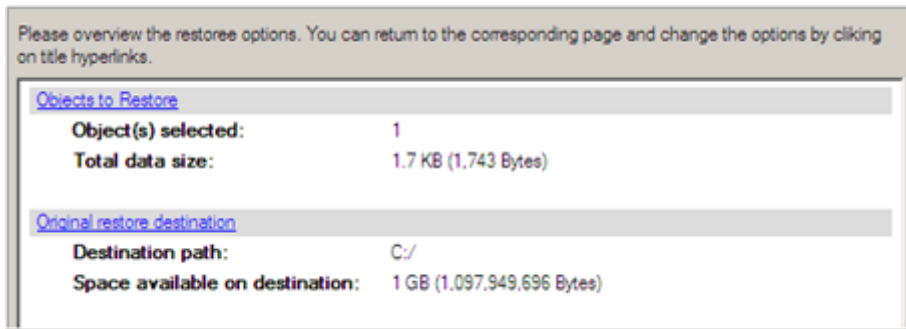 Please overview the restoree options. You can return to the corresponding page and change the options by cliking
on title hyperlinks.
Objects to Restore
Object(s) selected: 1
Total data size: 1.7 KB (1,743 Bytes)
Original restore destination
Destination path: C:/
Space available on destination: 1 GB (1,097,949,696 Bytes)